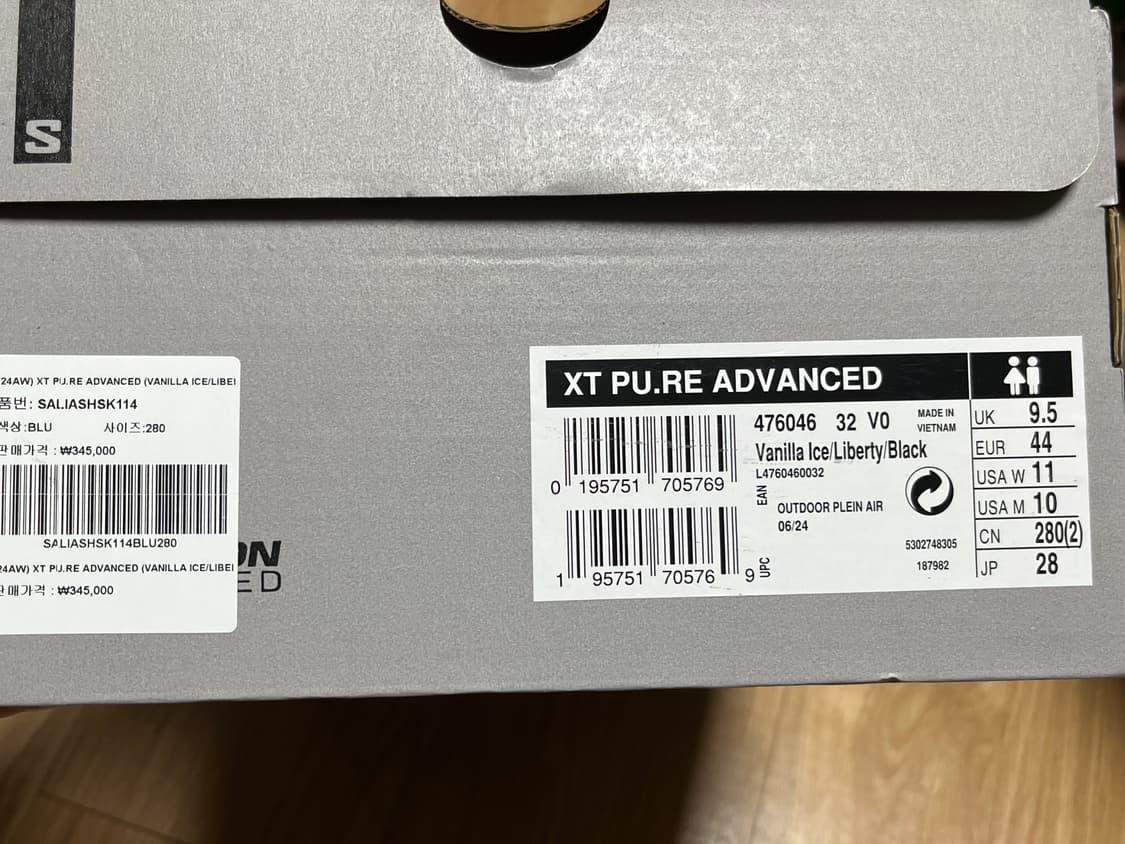 S
24AW) XT PU.RE ADVANCED (VANILLA ICE/LIBE
품번: SALIASHSK114
색상:BLU 사이즈:280
판매가격 : ₩345,000
SALIASHSK114BLU280
24AW) XT PU.RE ADVANCED (VANILLA ICE/LIBE
판매가격 : ₩345,000
ON
ED
XT PU.RE ADVANCED
0 195751 705769
476046 32 V0
MADE IN
VIETNAM
Vanilla Ice/Liberty/Black
L4760460032
EAN
OUTDOOR PLEIN AIR
06/24
1 95751 70576 9
UPC
5302748305
187982
UK 9.5
EUR 44
USA W 11
USA M 10
CN 280(2)
JP 28